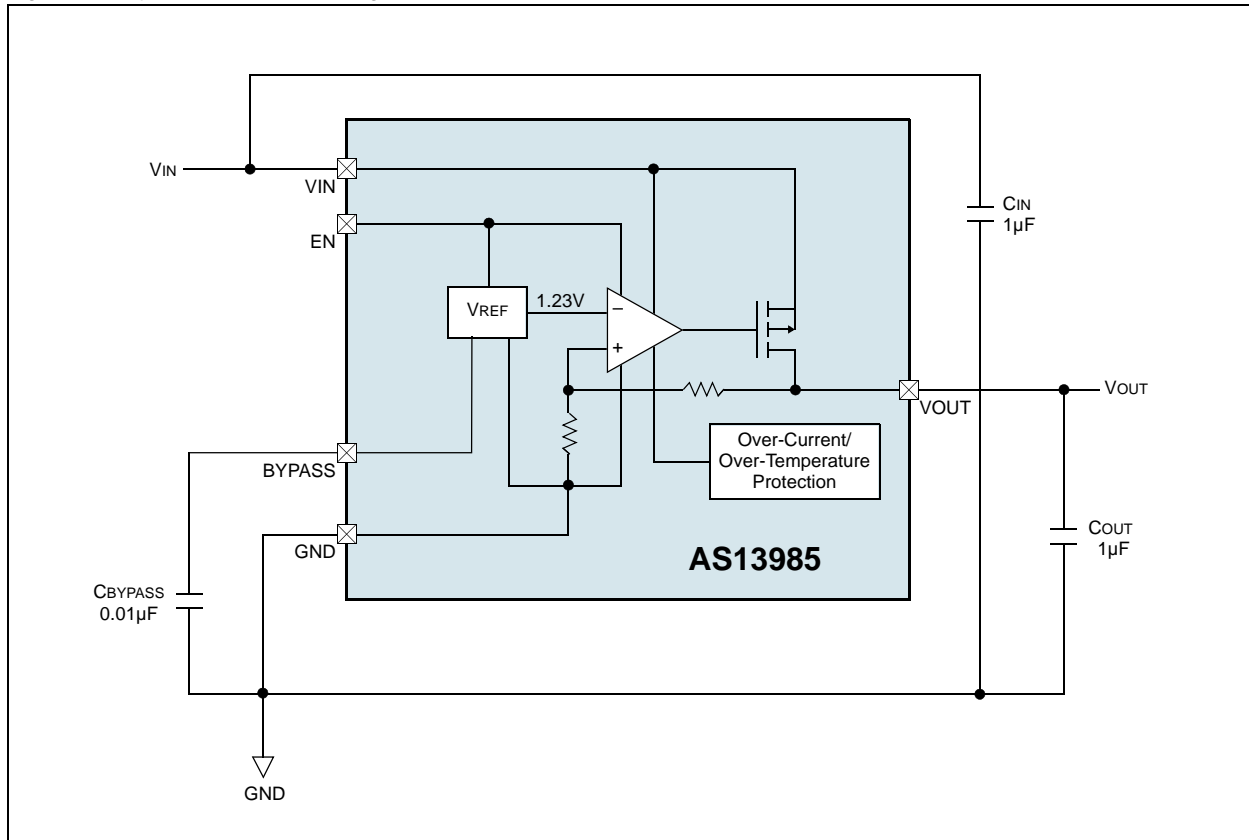 VIN
VIN
EN
VREF
1.23V
−
+
CIN
1µF
VOUT
VOUT
Over-Current/
Over-Temperature
Protection
BYPASS
GND
AS13985
COUT
1µF
CBYPASS
0.01µF
GND